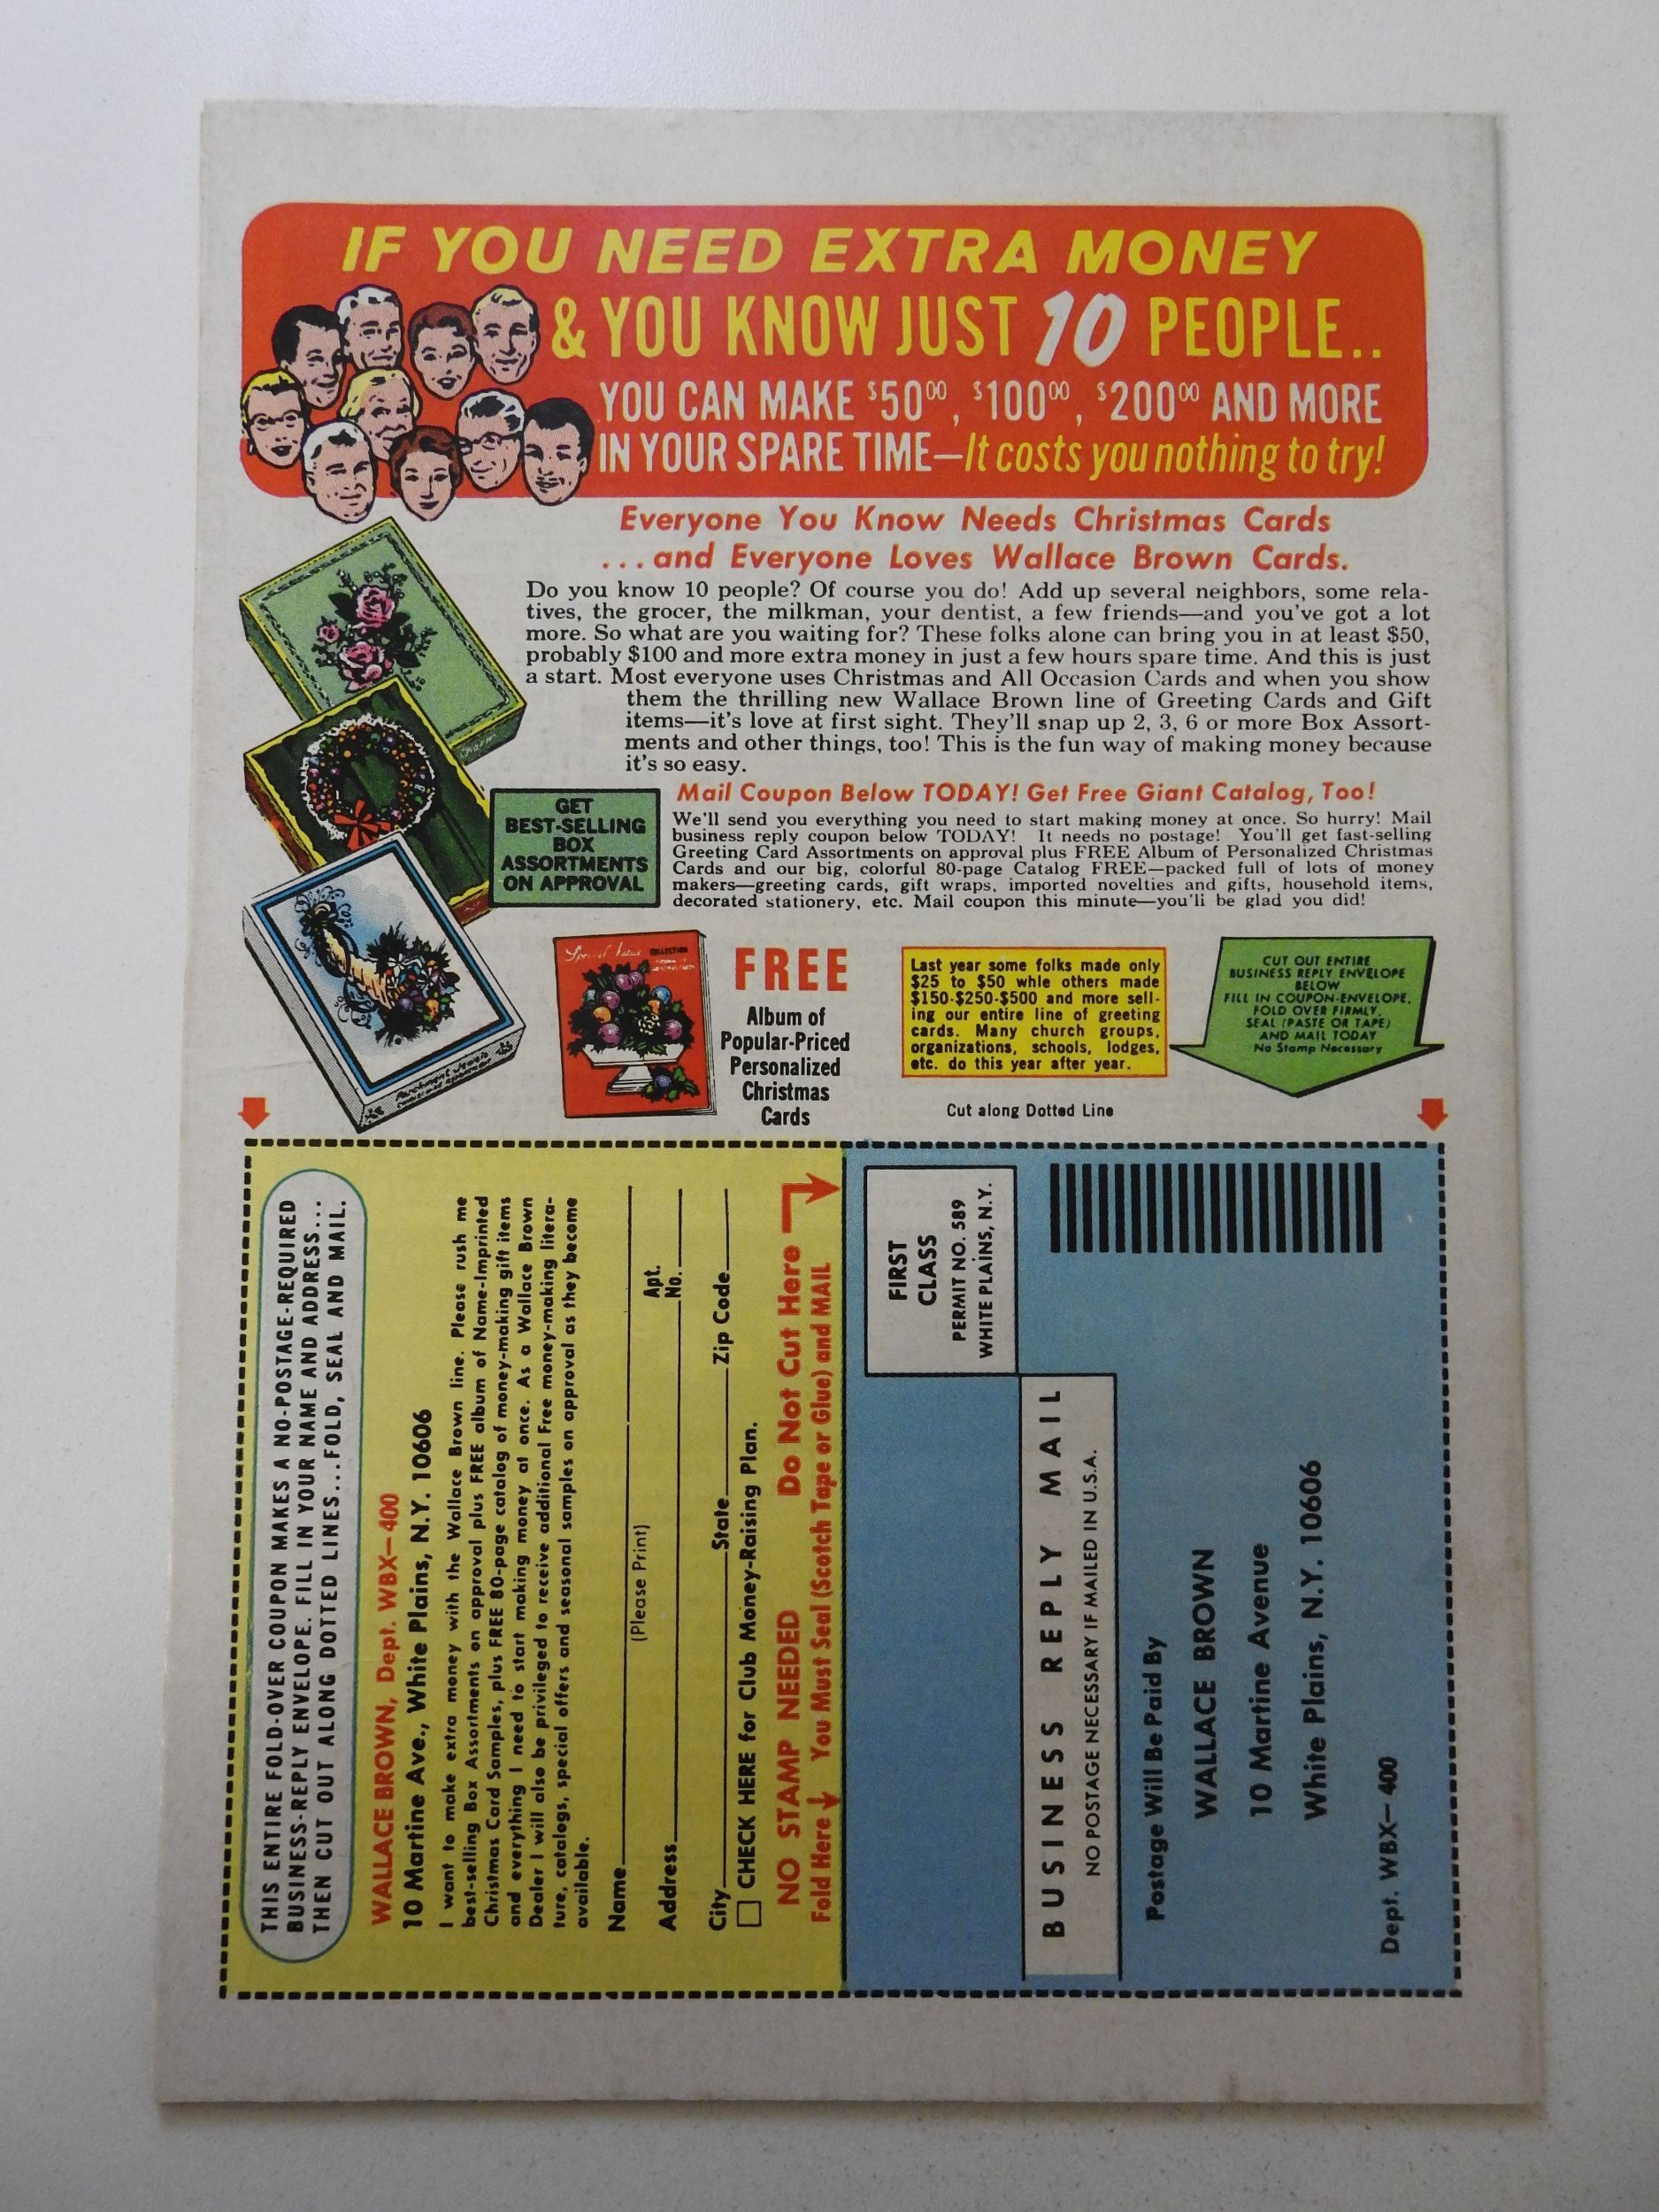 IF YOU NEED EXTRA MONEY
& YOU KNOW JUST 10 PEOPLE..
YOU CAN MAKE $50⁰⁰, $100⁰⁰, $200⁰⁰ AND MORE
IN YOUR SPARE TIME—It costs you nothing to try!
Everyone You Know Needs Christmas Cards
...and Everyone Loves Wallace Brown Cards.
Do you know 10 people? Of course you do! Add up several neighbors, some rela-
tives, the grocer, the milkman, your dentist, a few friends—and you've got a lot
more. So what are you waiting for? These folks alone can bring you in at least $50,
probably $100 and more extra money in just a few hours spare time. And this is just
a start. Most everyone uses Christmas and All Occasion Cards and when you show
them the thrilling new Wallace Brown line of Greeting Cards and Gift
items—it's love at first sight. They'll snap up 2, 3, 6 or more Box Assort-
ments and other things, too! This is the fun way of making money because
it's so easy.
Charm
GET
BEST-SELLING
BOX
ASSORTMENTS
ON APPROVAL
Mail Coupon Below TODAY! Get Free Giant Catalog, Too!
We'll send you everything you need to start making money at once. So hurry! Mail
business reply coupon below TODAY! It needs no postage! You'll get fast-selling
Greeting Card Assortments on approval plus FREE Album of Personalized Christmas
Cards and our big, colorful 80-page Catalog FREE—packed full of lots of money
makers—greeting cards, gift wraps, imported novelties and gifts, household items,
decorated stationery, etc. Mail coupon this minute—you'll be glad you did!
Parchment Jewels
Special Issue COLLECTION
FREE
Album of
Popular-Priced
Personalized
Christmas
Cards
Last year some folks made only
$25 to $50 whle others made
$150-$250-$500 and more sell-
ing our entire line of greeting
cards. Many church groups,
organizations, schools, lodges,
etc. do this year after year.
CUT OUT ENTIRE
BUSINESS REPLY ENVELOPE
BELOW
FILL IN COUPON-ENVELOPE,
FOLD OVER FIRMLY,
SEAL (PASTE OR TAPE)
AND MAIL TODAY
No Stamp Necessary
Cut along Dotted Line
THIS ENTIRE FOLD-OVER COUPON MAKES A NO-POSTAGE-REQUIRED
BUSINESS-REPLY ENVELOPE. FILL IN YOUR NAME AND ADDRESS...
THEN CUT OUT ALONG DOTTED LINES...FOLD, SEAL AND MAIL.
WALLACE BROWN, Dept. WBX—400
10 Martine Ave., White Plains, N.Y. 10606
I want to make extra money with the Wallace Brown line. Please rush me
best-selling Box Assortments on approval plus FREE album of Name-Imprinted
Christmas Card Samples, plus FREE 80-page catalog of money-making gift items
and everything I need to start making money at once. As a Wallace Brown
Dealer I will also be privileged to receive additional Free money-making litera-
ture, catalogs, special offers and seasonal samples on approval as they become
available.
Name
(Please Print)
Address Apt. No.
City State Zip Code
CHECK HERE for Club Money-Raising Plan.
NO STAMP NEEDED Do Not Cut Here
Fold Here You Must Seal (Scotch Tape or Glue) and MAIL
FIRST
CLASS
PERMIT NO. 589
WHITE PLAINS, N.Y.
BUSINESS REPLY MAIL
NO POSTAGE NECESSARY IF MAILED IN U.S.A.
Postage Will Be Paid By
WALLACE BROWN
10 Martine Avenue
White Plains, N.Y. 10606
Dept. WBX—400